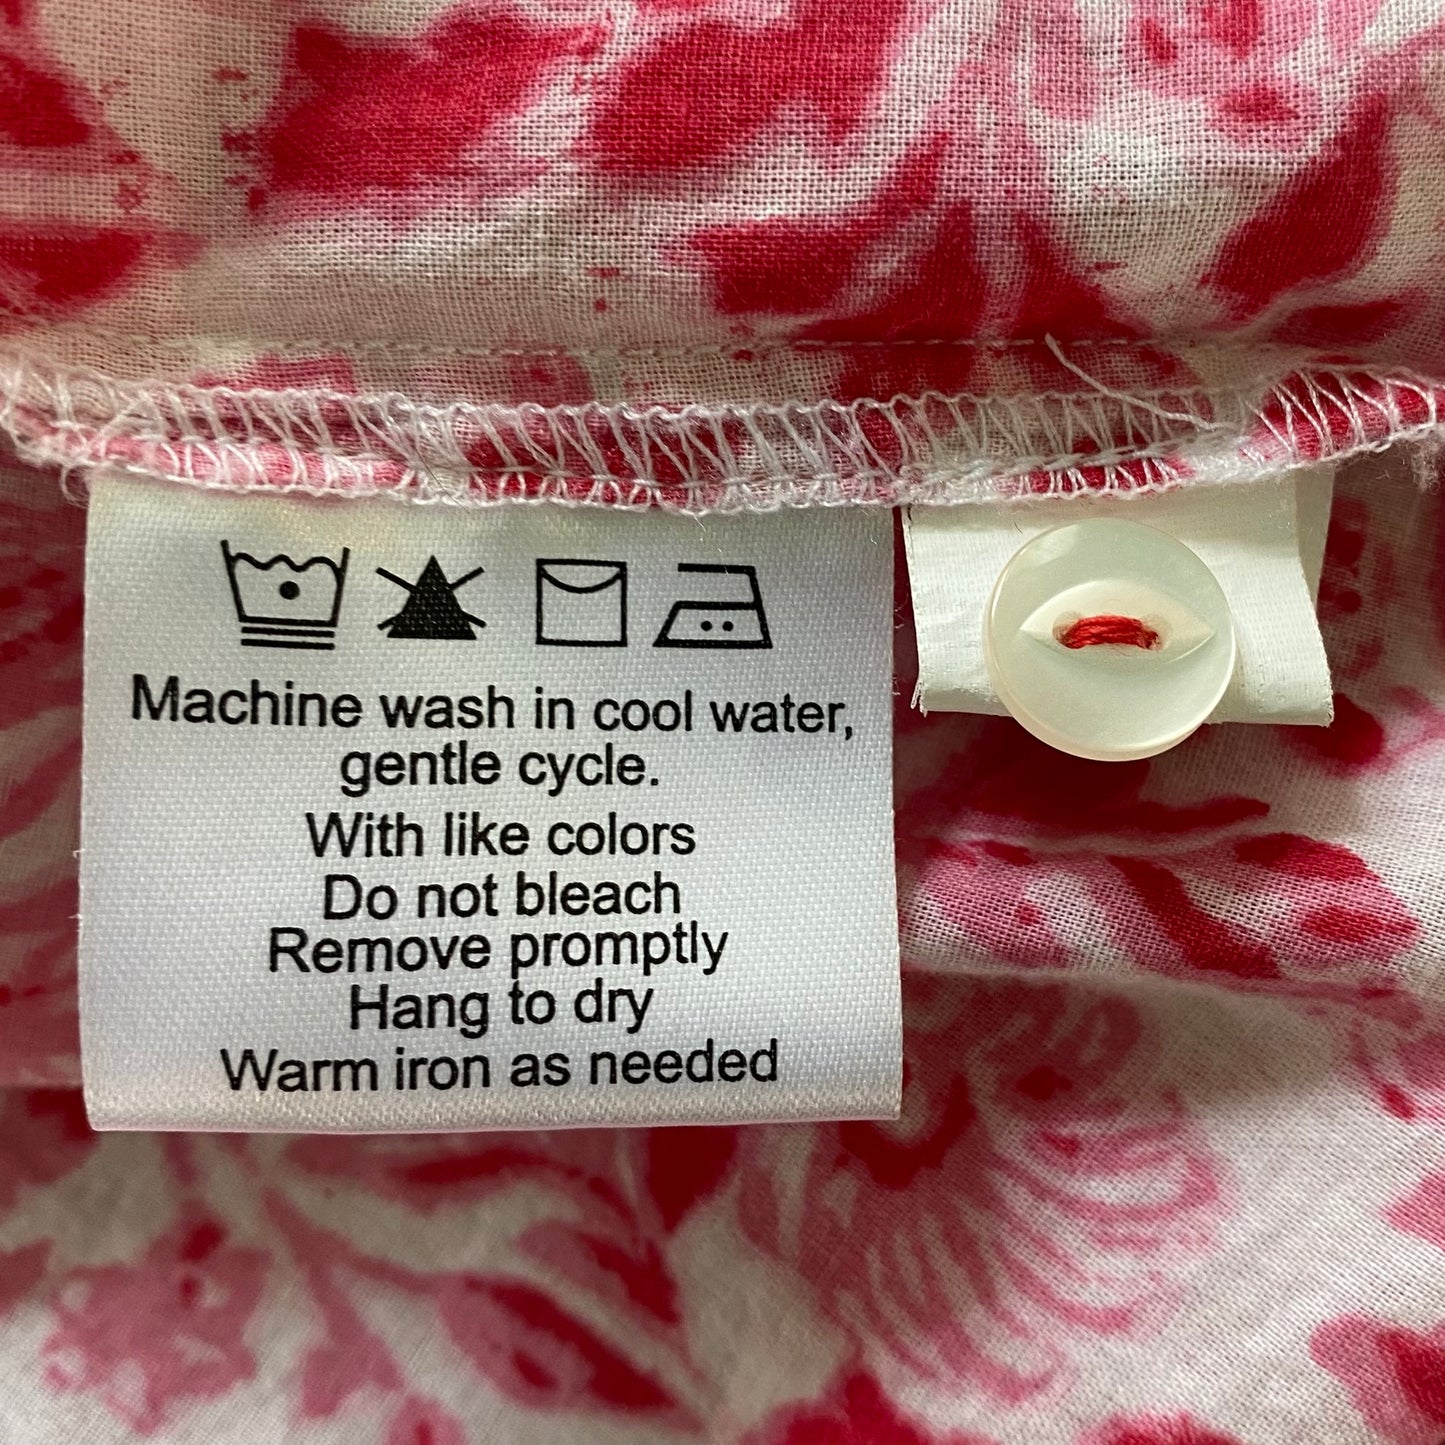 Machine wash in cool water,
gentle cycle.
With like colors
Do not bleach
Remove promptly
Hang to dry
Warm iron as needed